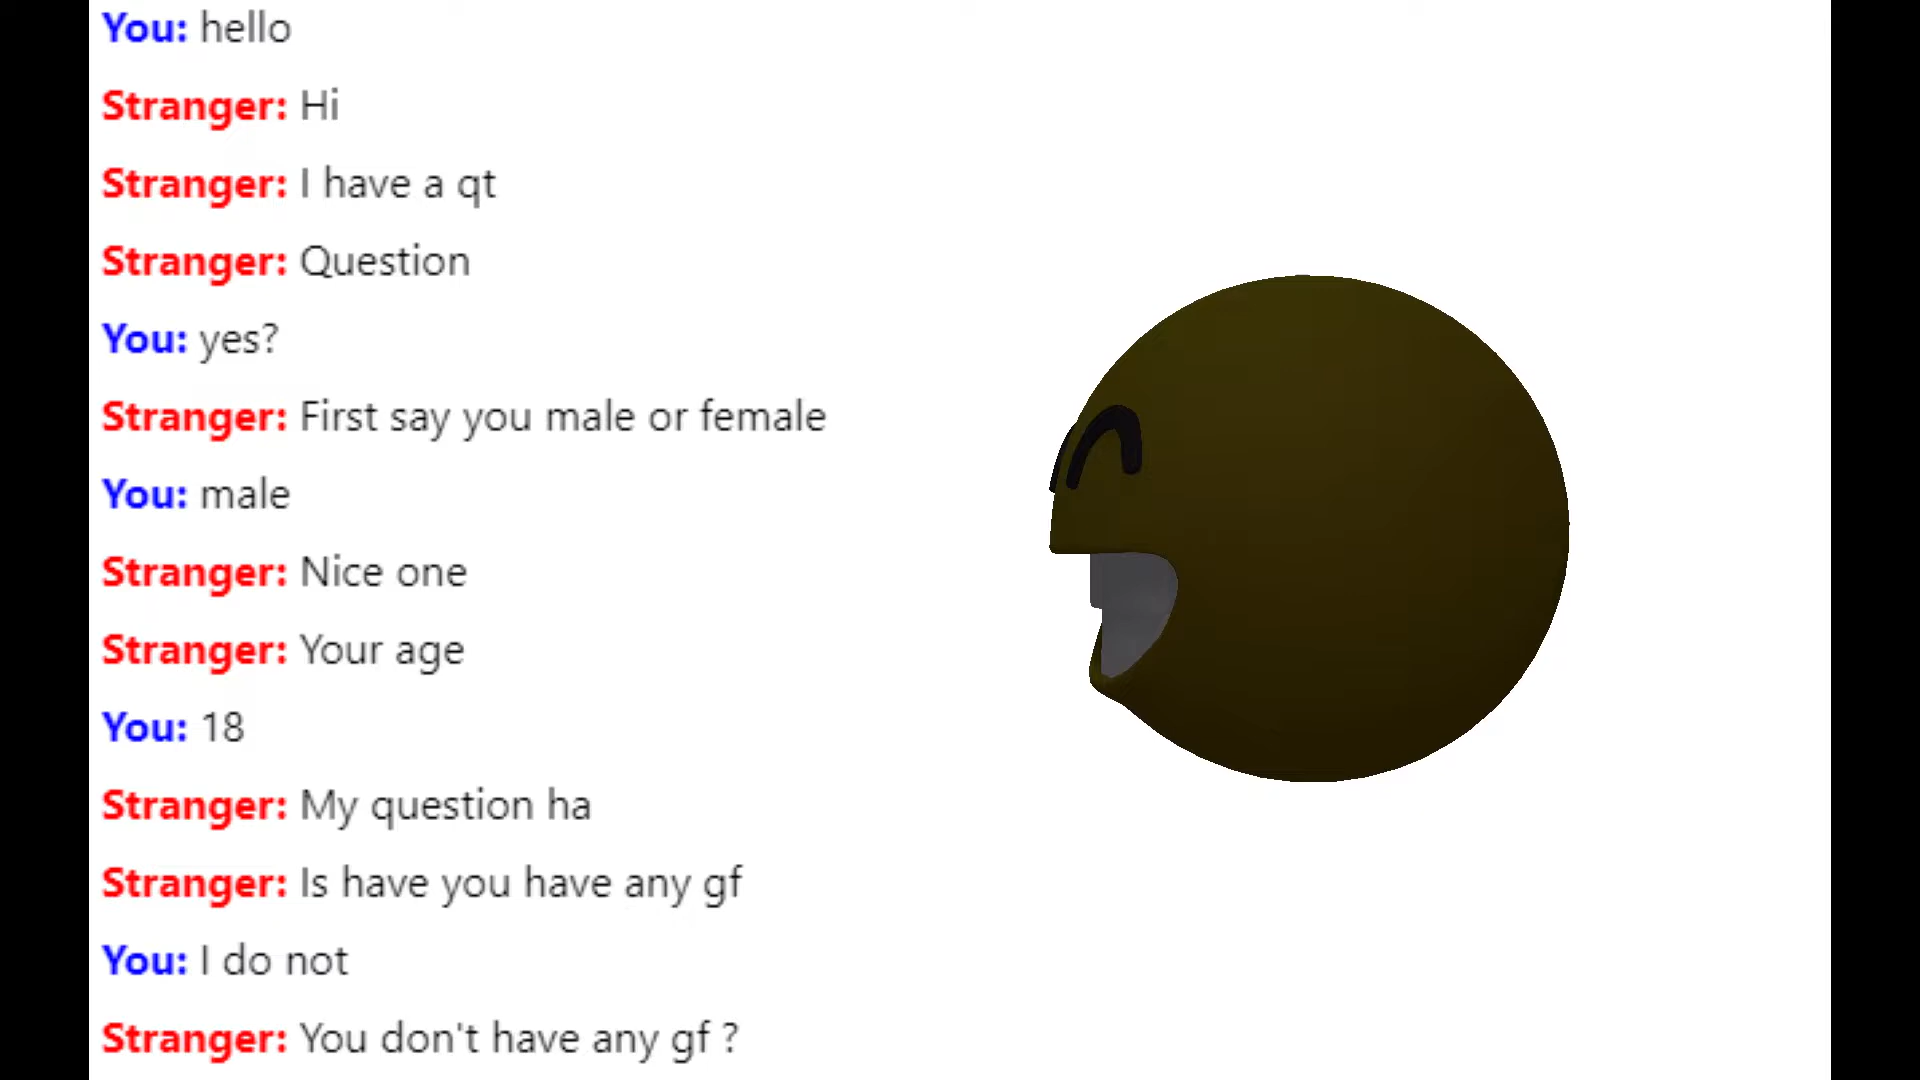 You: hello
Stranger: Hi
Stranger: I have a qt
Stranger: Question
You: yes?
Stranger: First say you male or female
You: male
Stranger: Nice one
Stranger: Your age
You: 18
Stranger: My question ha
Stranger: Is have you have any gf
You: I do not
Stranger: You don't have any gf ?